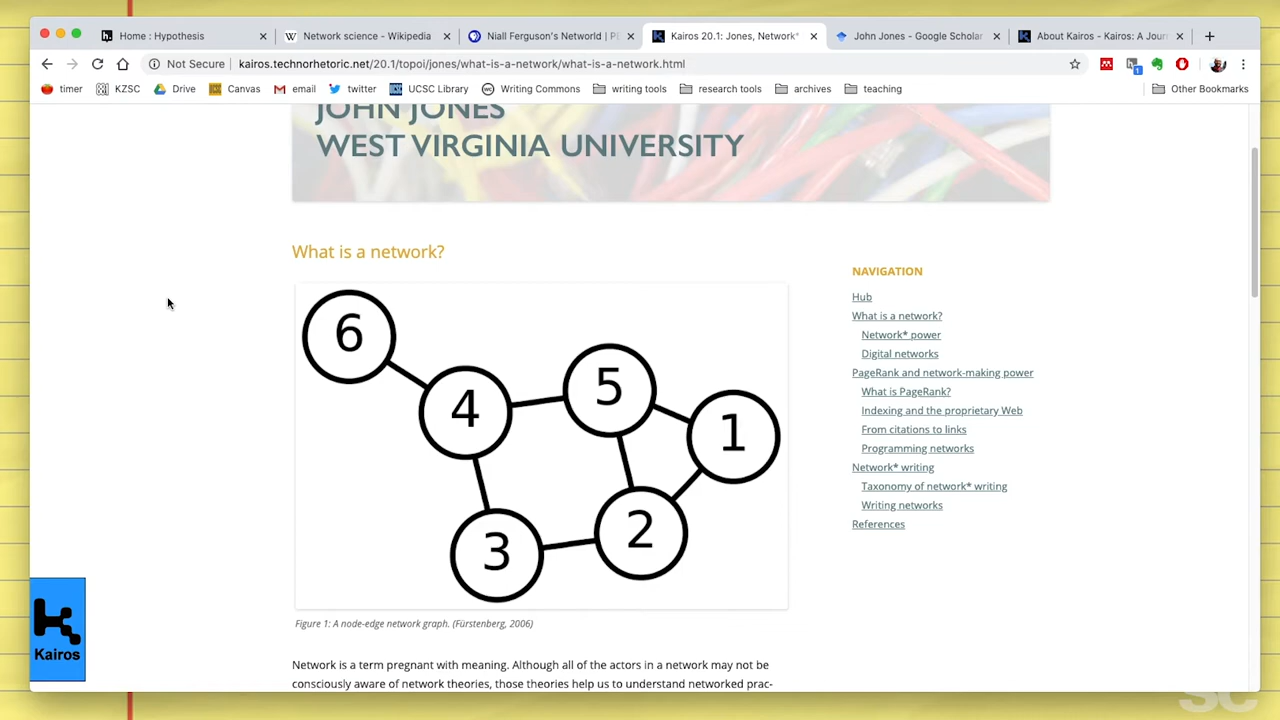 Home : Hypothesis
Network science - Wikipedia
Niall Ferguson's Networld | P
Kairos 20.1: Jones, Network*
John Jones - Google Scholar
About Kairos - Kairos: A Journ
Not Secure
kairos.technorhetoric.net/20.1/topoi/jones/what-is-a-network/what-is-a-network.html
timer
KZSC
Drive
Canvas
email
twitter
UCSC Library
Writing Commons
writing tools
research tools
archives
teaching
Other Bookmarks
JOHN JONES
WEST VIRGINIA UNIVERSITY
What is a network?
6
4
5
1
3
2
Figure 1: A node-edge network graph. (Fürstenberg, 2006)
Network is a term pregnant with meaning. Although all of the actors in a network may not be
consciously aware of network theories, those theories help us to understand networked prac-
NAVIGATION
Hub
What is a network?
Network* power
Digital networks
PageRank and network-making power
What is PageRank?
Indexing and the proprietary Web
From citations to links
Programming networks
Network* writing
Taxonomy of network* writing
Writing networks
References
Kairos